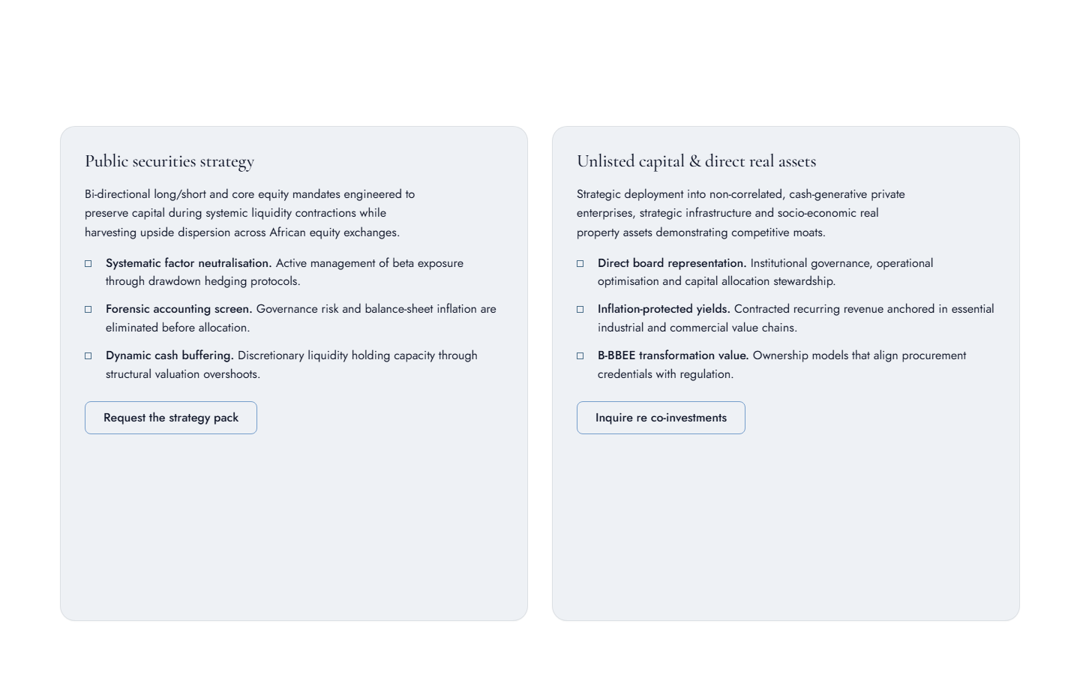 Public securities strategy
Bi-directional long/short and core equity mandates engineered to
preserve capital during systemic liquidity contractions while
harvesting upside dispersion across African equity exchanges.
Systematic factor neutralisation. Active management of beta exposure
through drawdown hedging protocols.
Forensic accounting screen. Governance risk and balance-sheet inflation are
eliminated before allocation.
Dynamic cash buffering. Discretionary liquidity holding capacity through
structural valuation overshoots.
Request the strategy pack
Unlisted capital & direct real assets
Strategic deployment into non-correlated, cash-generative private
enterprises, strategic infrastructure and socio-economic real
property assets demonstrating competitive moats.
Direct board representation. Institutional governance, operational
optimisation and capital allocation stewardship.
Inflation-protected yields. Contracted recurring revenue anchored in essential
industrial and commercial value chains.
B-BBEE transformation value. Ownership models that align procurement
credentials with regulation.
Inquire re co-investments